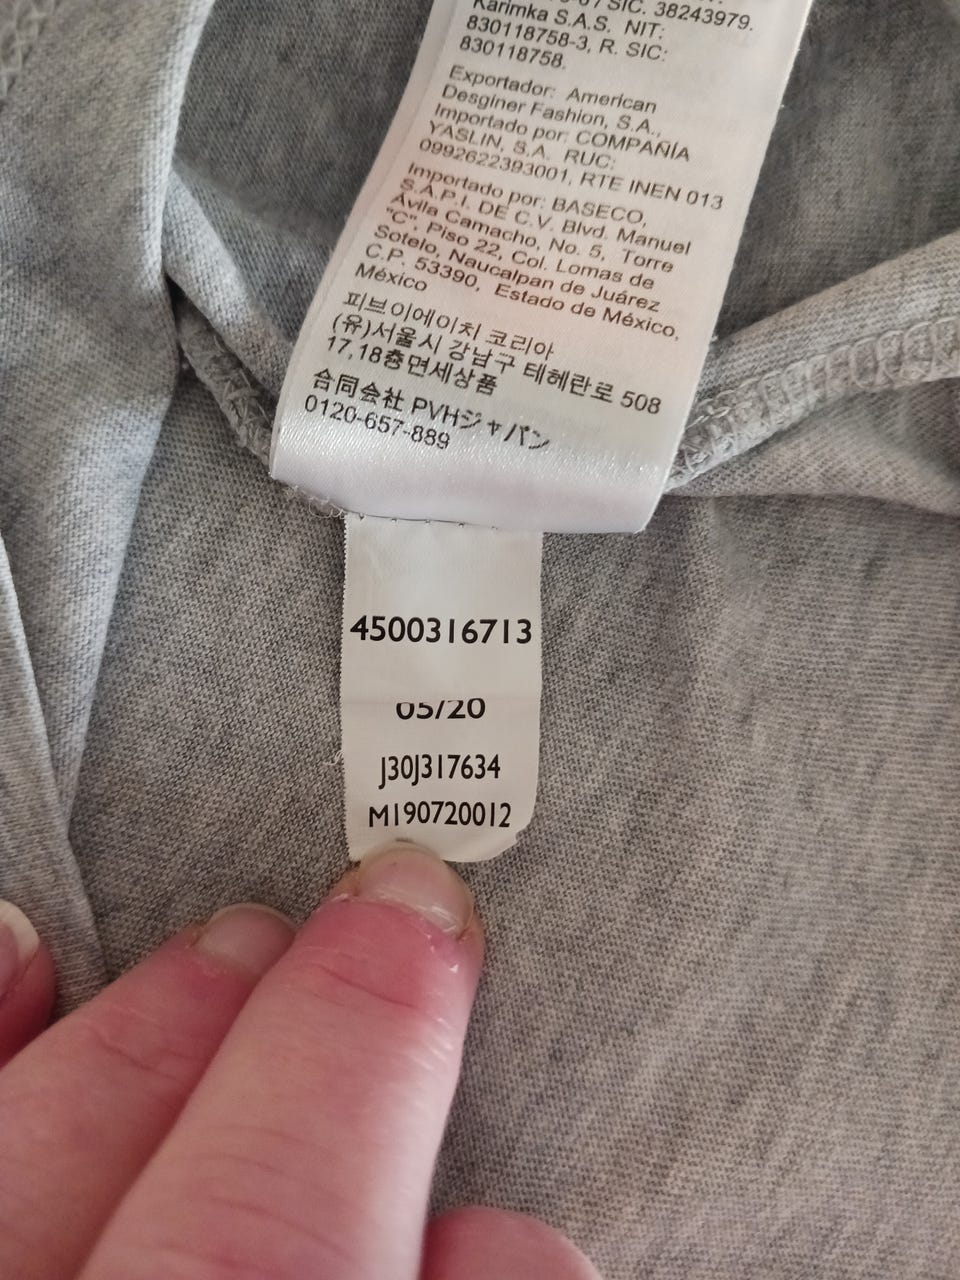 SIC. 38243979.
Karimka S.A.S. NIT:
830118758-3, R. SIC:
830118758.
Exportador: American
Desginer Fashion, S.A.,
Importado por: COMPAÑÍA
YASLIN, S.A. RUC:
0992622393001, RTE INEN 013
Importado por: BASECO,
S.A.P.I. DE C.V. Blvd. Manuel
Ávila Camacho, No. 5, Torre
"C", Piso 22, Col. Lomas de
Sotelo, Naucalpan de Juárez
C.P. 53390, Estado de México,
México
피브이에이치 코리아
(유)서울시 강남구 테헤란로 508
17,18층면세상품
合同会社 PVHジャパン
0120-657-889
4500316713
05/20
J30J317634
M190720012